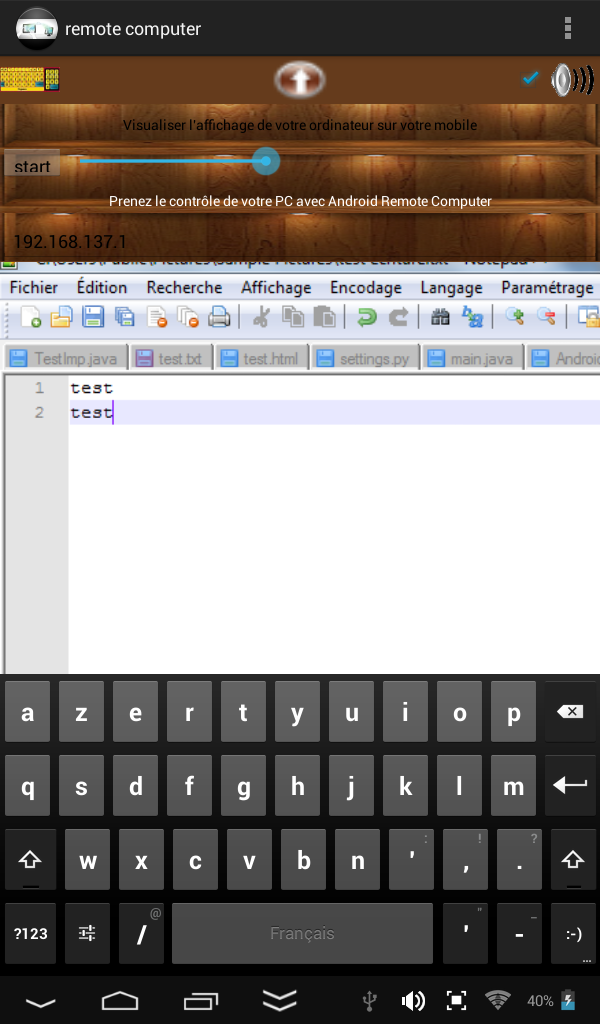 remote computer
Visualiser l'affichage de votre ordinateur sur votre mobile
start
Prenez le contrôle de votre PC avec Android Remote Computer
192.168.137.1
Fichier Édition Recherche Affichage Encodage Langage Paramétrage
TestImp.java test.txt test.html settings.py main.java Androi
1 test
2 test
a z e r t y u i o p
q s d f g h j k l m
w x c v b n ' : , ! . ?
?123 / @ Français ' " - _ :-) ...
40%